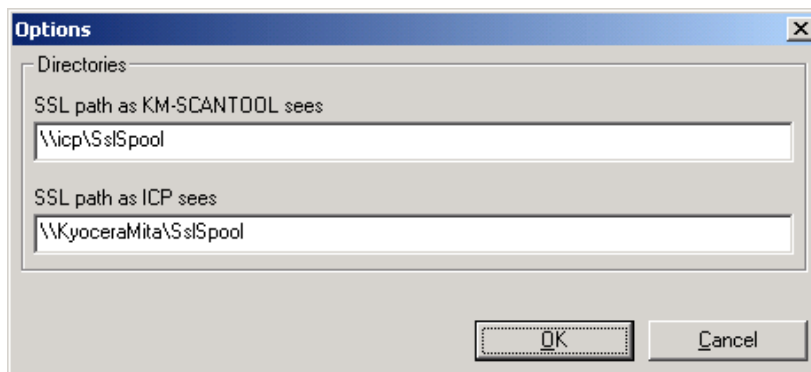 Options
Directories
SSL path as KM-SCANTOOL sees
\\icp\SslSpool
SSL path as ICP sees
\\KyoceraMita\SslSpool
OK
Cancel